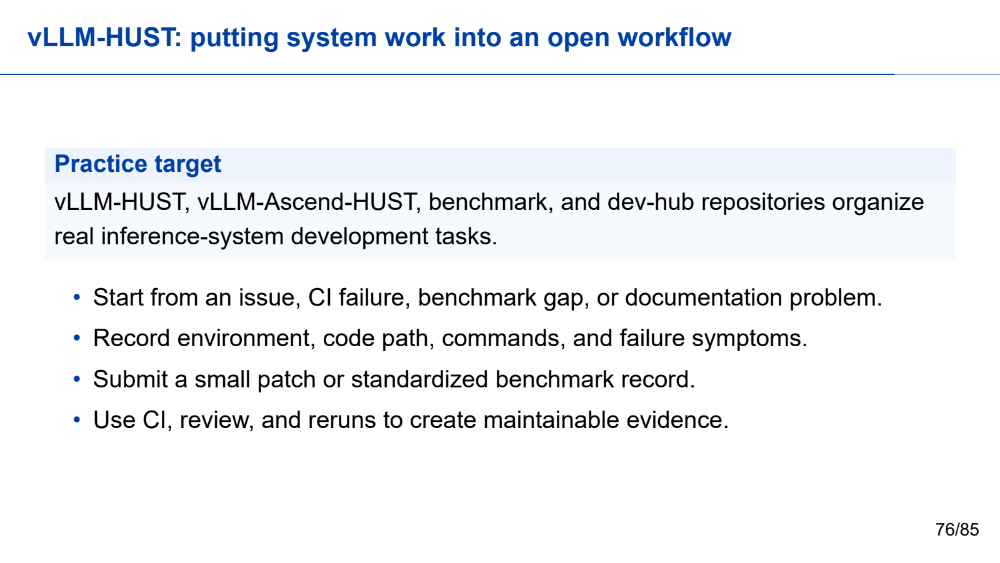 vLLM-HUST: putting system work into an open workflow
Practice target
vLLM-HUST, vLLM-Ascend-HUST, benchmark, and dev-hub repositories organize
real inference-system development tasks.
• Start from an issue, CI failure, benchmark gap, or documentation problem.
• Record environment, code path, commands, and failure symptoms.
• Submit a small patch or standardized benchmark record.
• Use CI, review, and reruns to create maintainable evidence.
76/85